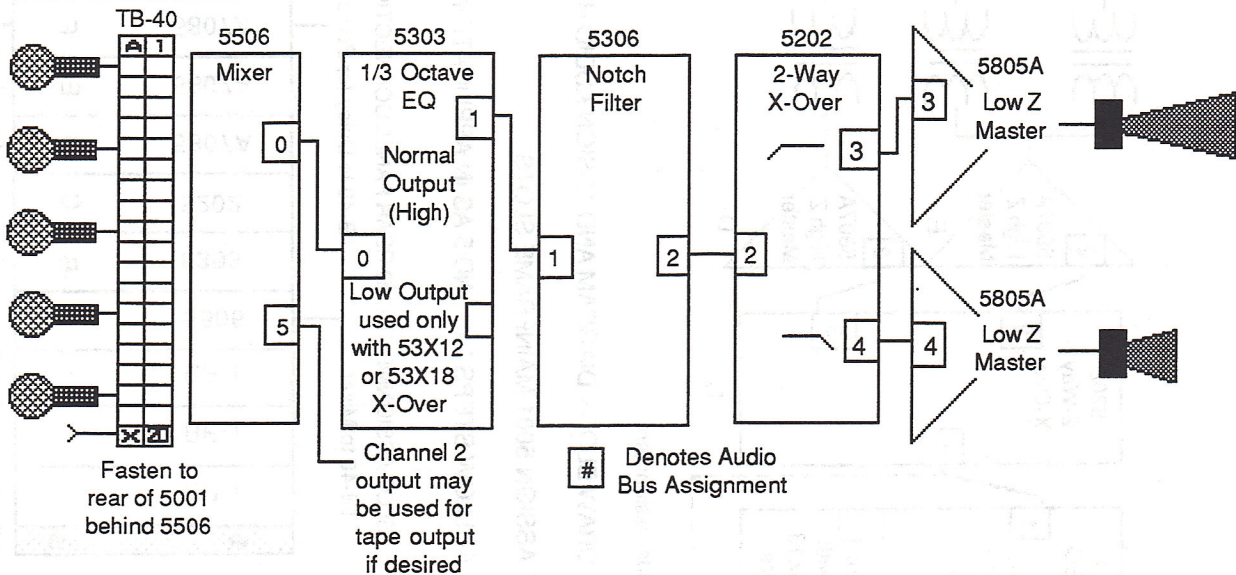 TB-40
A 1
X 20
Fasten to
rear of 5001
behind 5506
5506
Mixer
0
5
Channel 2
output may
be used for
tape output
if desired
5303
1/3 Octave
EQ
1
Normal
Output
(High)
0
Low Output
used only
with 53X12
or 53X18
X-Over
5306
Notch
Filter
1
2
5202
2-Way
X-Over
3
2
4
3
5805A
Low Z
Master
4
5805A
Low Z
Master
# Denotes Audio
Bus Assignment